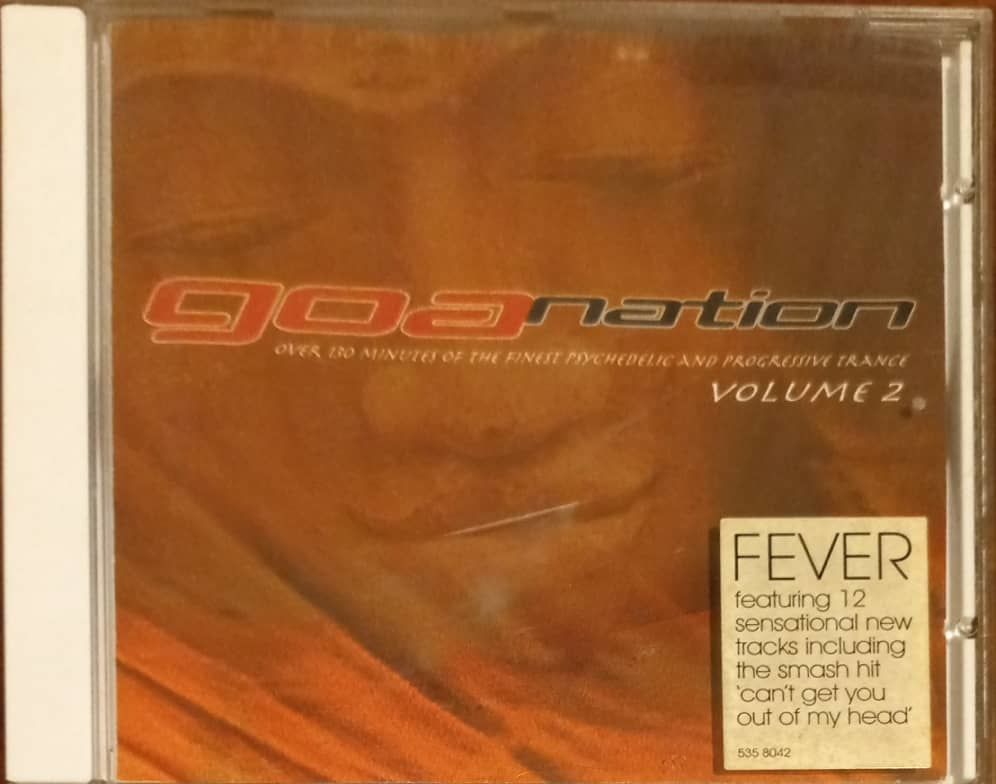 goanation
OVER 130 MINUTES OF THE FINEST PSYCHEDELIC AND PROGRESSIVE TRANCE
VOLUME 2
FEVER
featuring 12
sensational new
tracks including
the smash hit
'can't get you
out of my head'
535 8042